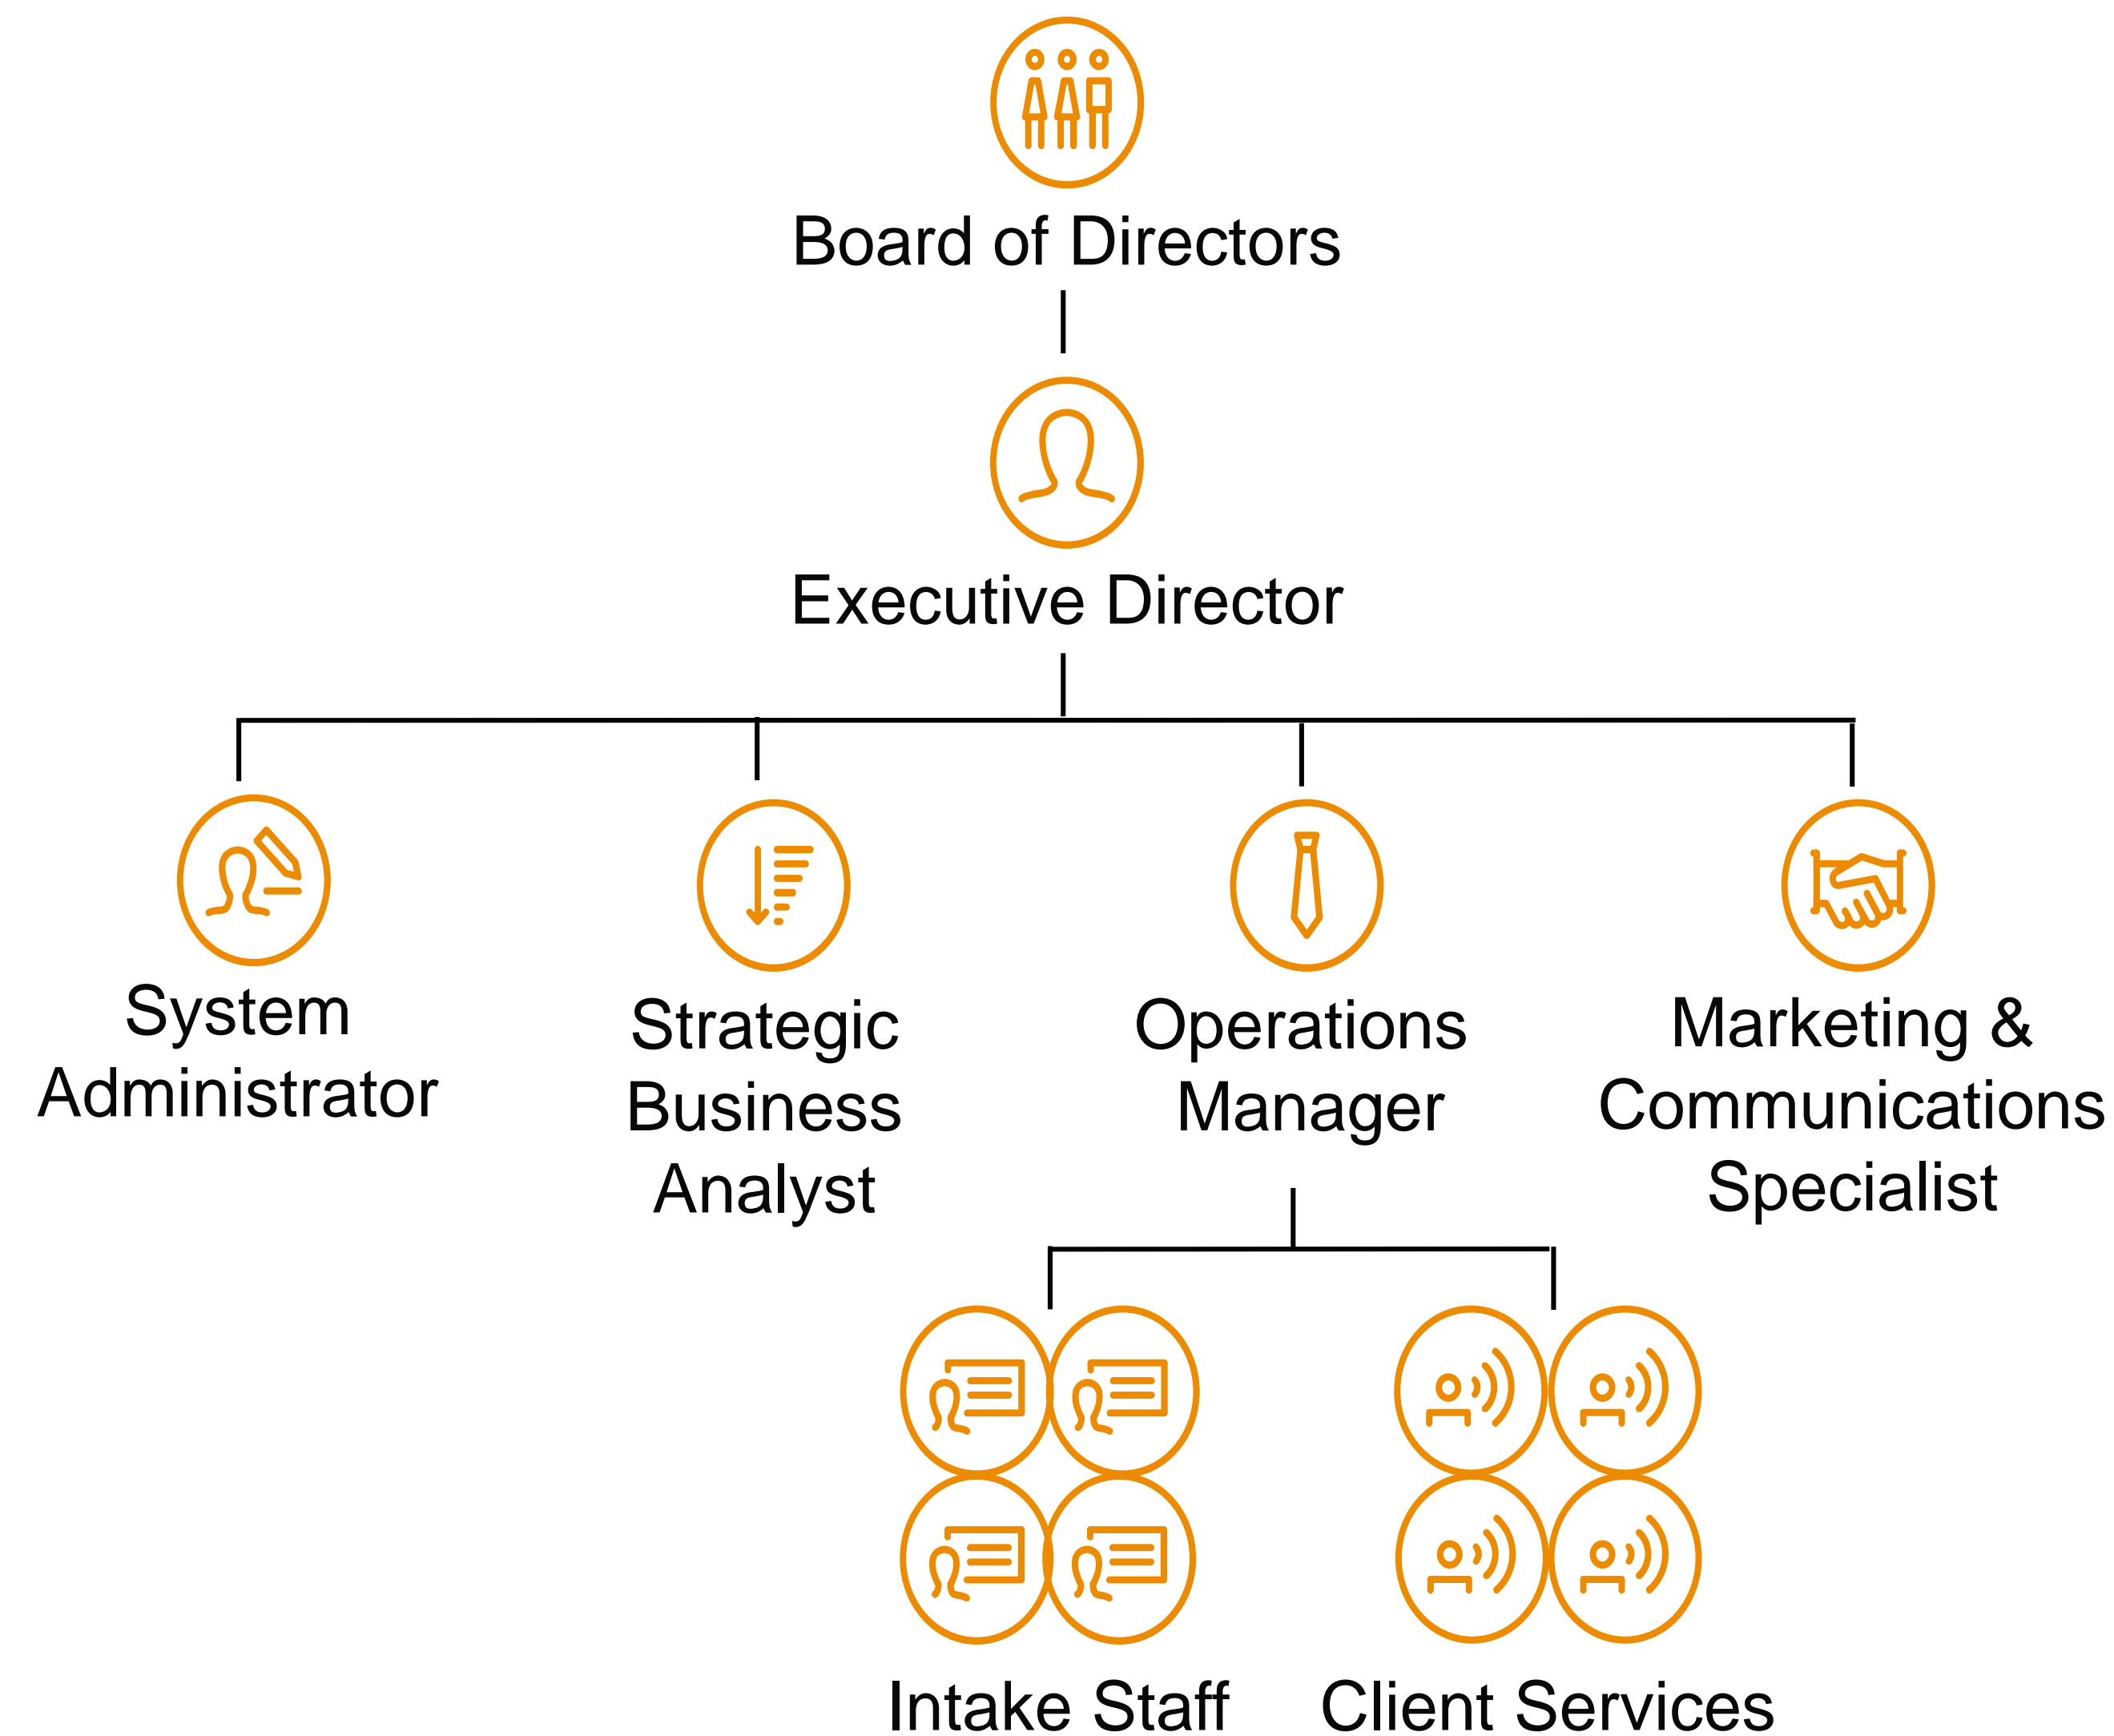 Board of Directors
Executive Director
System
Administrator
Strategic
Business
Analyst
Operations
Manager
Marketing &
Communications
Specialist
Intake Staff
Client Services